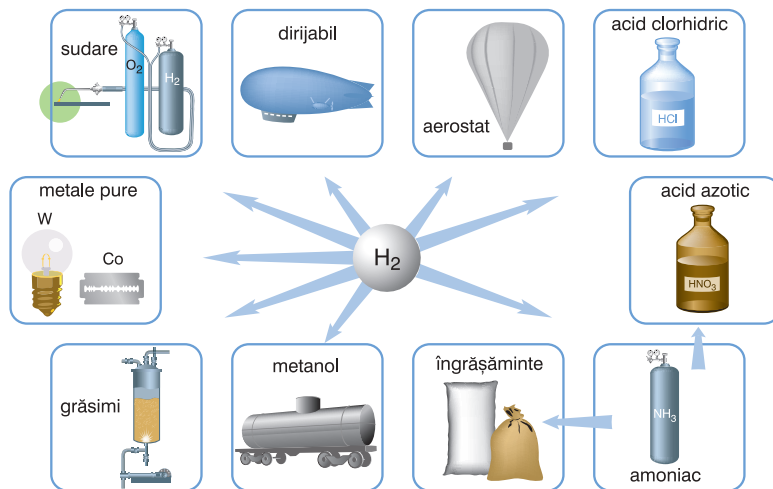 sudare
O₂
H₂
dirijabil
aerostat
acid clorhidric
HCl
metale pure
W
Co
H₂
acid azotic
HNO₃
grăsimi
metanol
îngrășăminte
NH₃
amoniac